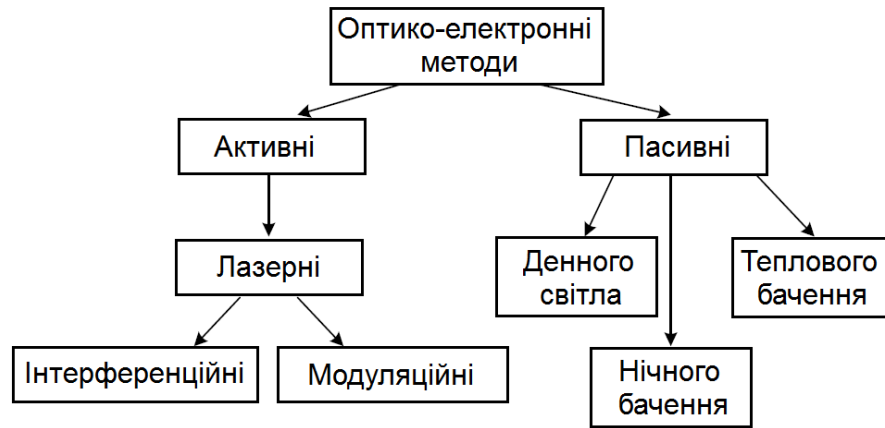 Оптико-електронні
методи
Активні
Пасивні
Лазерні
Денного
світла
Теплового
бачення
Інтерференційні
Модуляційні
Нічного
бачення